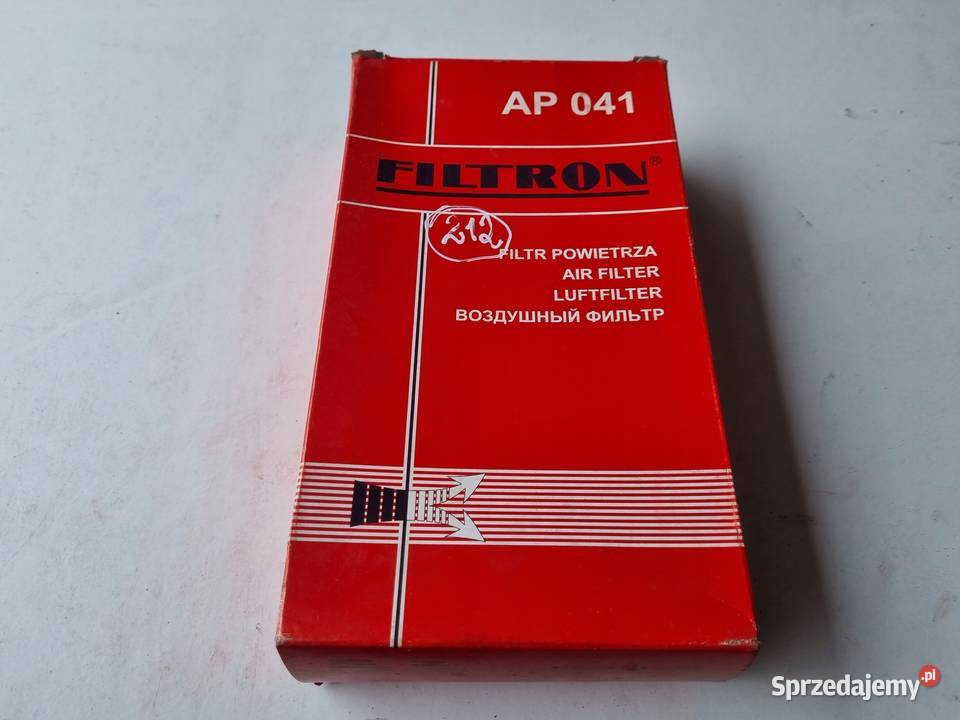 AP 041
FILTRON®
212
FILTR POWIETRZA
AIR FILTER
LUFTFILTER
ВОЗДУШНЫЙ ФИЛЬТР
Sprzedajemy.pl